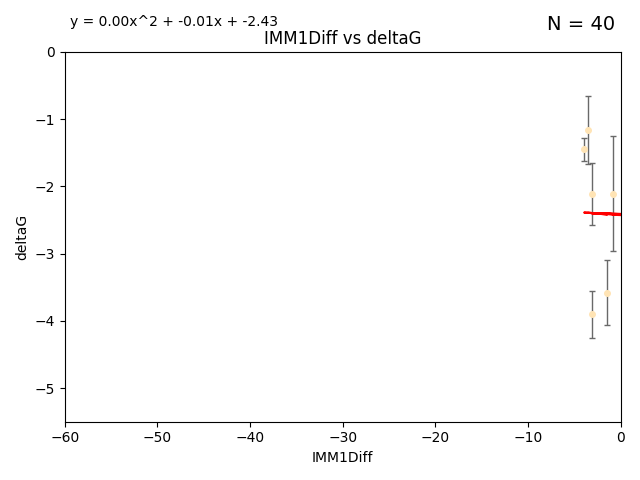 y = 0.00x^2 + -0.01x + -2.43
N = 40
IMM1Diff vs deltaG
0
−1
−2
−3
−4
−5
deltaG
−60 −50 −40 −30 −20 −10 0
IMM1Diff